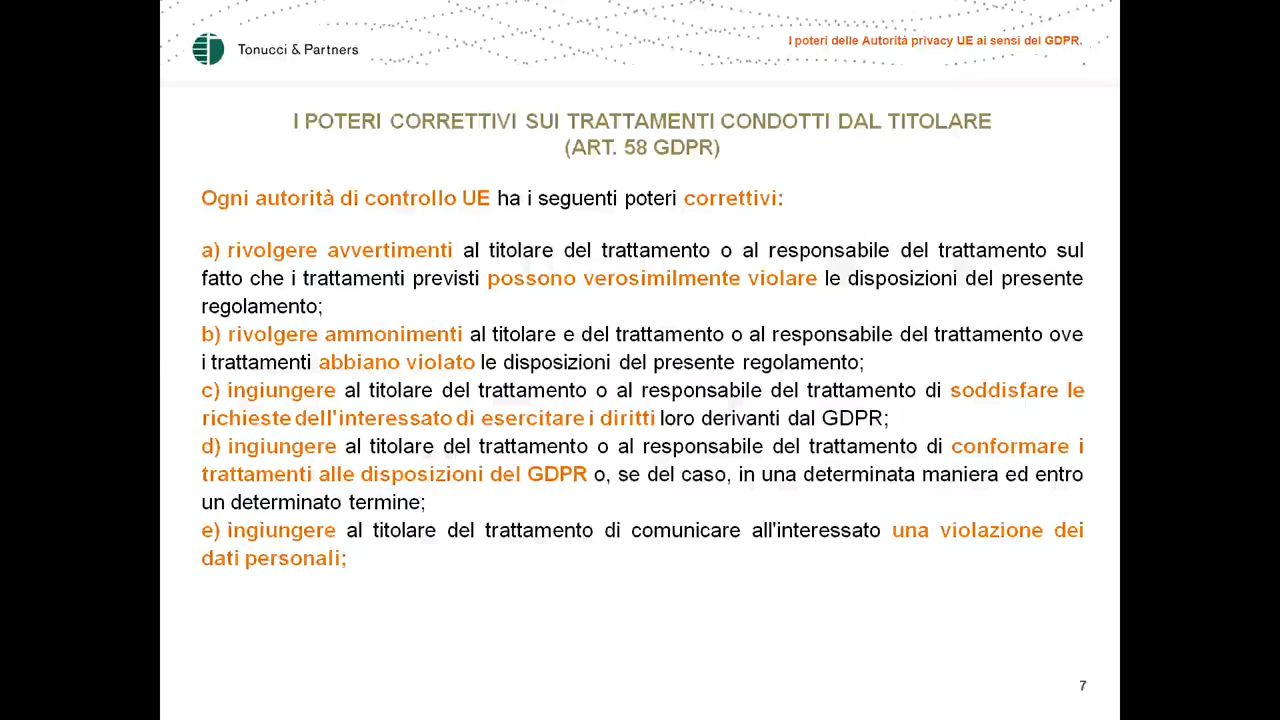 Tonucci & Partners
I poteri delle Autorità privacy UE ai sensi del GDPR.
I POTERI CORRETTIVI SUI TRATTAMENTI CONDOTTI DAL TITOLARE
(ART. 58 GDPR)
Ogni autorità di controllo UE ha i seguenti poteri correttivi:
a) rivolgere avvertimenti al titolare del trattamento o al responsabile del trattamento sul
fatto che i trattamenti previsti possono verosimilmente violare le disposizioni del presente
regolamento;
b) rivolgere ammonimenti al titolare e del trattamento o al responsabile del trattamento ove
i trattamenti abbiano violato le disposizioni del presente regolamento;
c) ingiungere al titolare del trattamento o al responsabile del trattamento di soddisfare le
richieste dell'interessato di esercitare i diritti loro derivanti dal GDPR;
d) ingiungere al titolare del trattamento o al responsabile del trattamento di conformare i
trattamenti alle disposizioni del GDPR o, se del caso, in una determinata maniera ed entro
un determinato termine;
e) ingiungere al titolare del trattamento di comunicare all'interessato una violazione dei
dati personali;
7